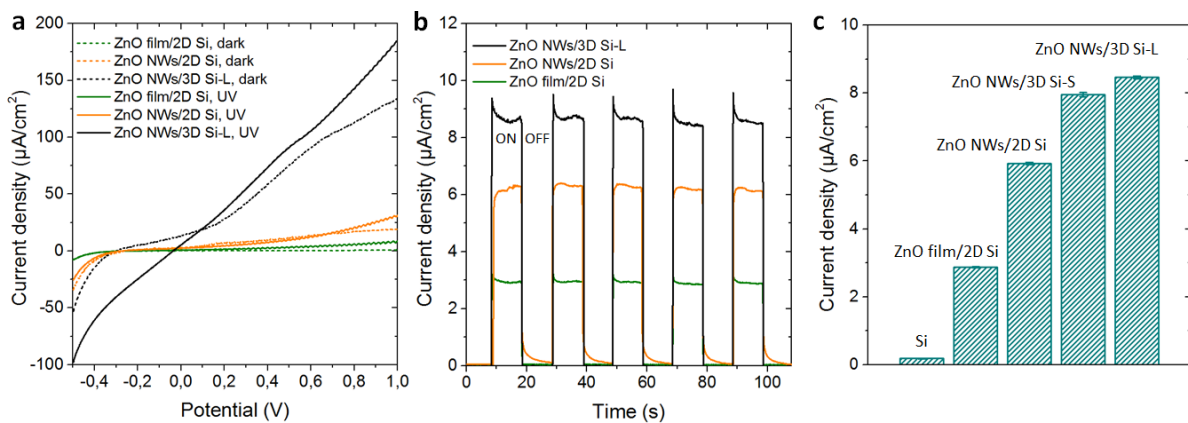 a
200
175
150
125
100
75
50
25
0
-25
-50
-75
-100
-0,4 -0,2 0,0 0,2 0,4 0,6 0,8 1,0
Current density (µA/cm²)
Potential (V)
ZnO film/2D Si, dark
ZnO NWs/2D Si, dark
ZnO NWs/3D Si-L, dark
ZnO film/2D Si, UV
ZnO NWs/2D Si, UV
ZnO NWs/3D Si-L, UV
b
12
10
8
6
4
2
0
0 20 40 60 80 100
Current density (µA/cm²)
Time (s)
ZnO NWs/3D Si-L
ZnO NWs/2D Si
ZnO film/2D Si
ON OFF
c
10
8
6
4
2
0
Current density (µA/cm²)
ZnO NWs/3D Si-L
ZnO NWs/3D Si-S
ZnO NWs/2D Si
ZnO film/2D Si
Si